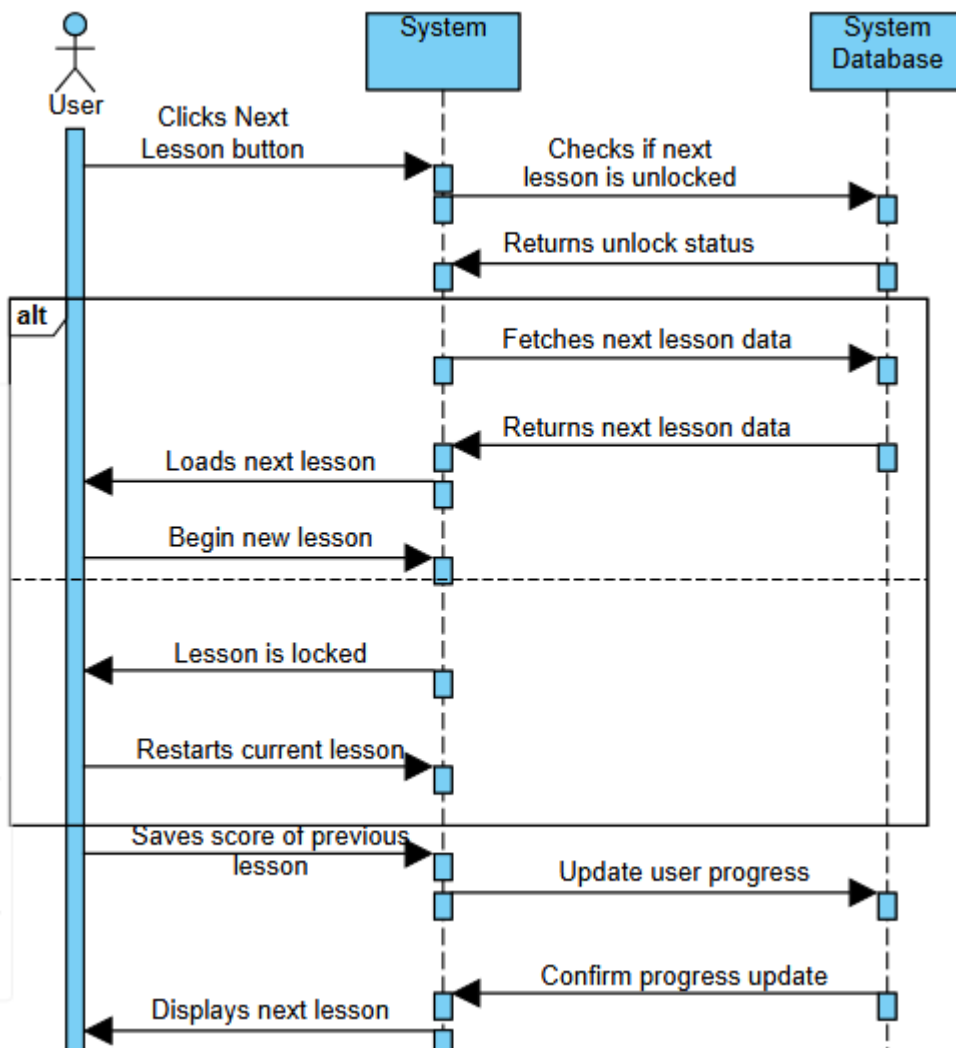 System
System
Database
User
Clicks Next
Lesson button
Checks if next
lesson is unlocked
Returns unlock status
alt
Fetches next lesson data
Returns next lesson data
Loads next lesson
Begin new lesson
Lesson is locked
Restarts current lesson
Saves score of previous
lesson
Update user progress
Confirm progress update
Displays next lesson